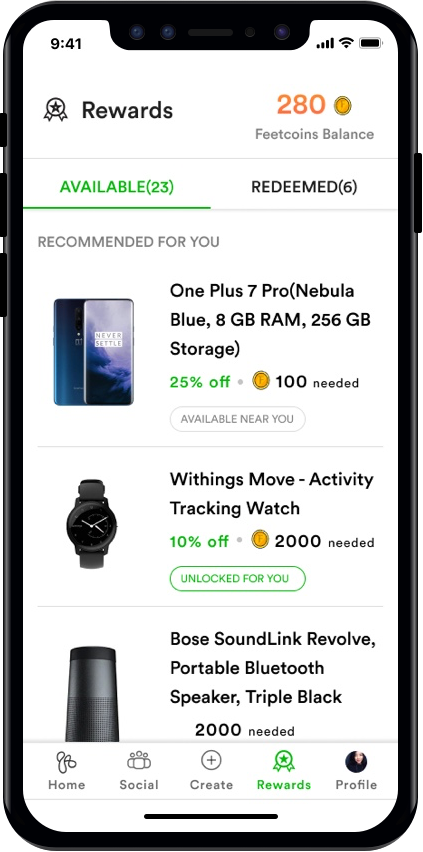 9:41
Rewards
280
Feetcoins Balance
AVAILABLE(23)
REDEEMED(6)
RECOMMENDED FOR YOU
One Plus 7 Pro(Nebula
Blue, 8 GB RAM, 256 GB
Storage)
NEVER
SETTLE
25% off • 100 needed
AVAILABLE NEAR YOU
Withings Move - Activity
Tracking Watch
10% off • 2000 needed
UNLOCKED FOR YOU
Bose SoundLink Revolve,
Portable Bluetooth
Speaker, Triple Black
2000 needed
Home
Social
Create
Rewards
Profile